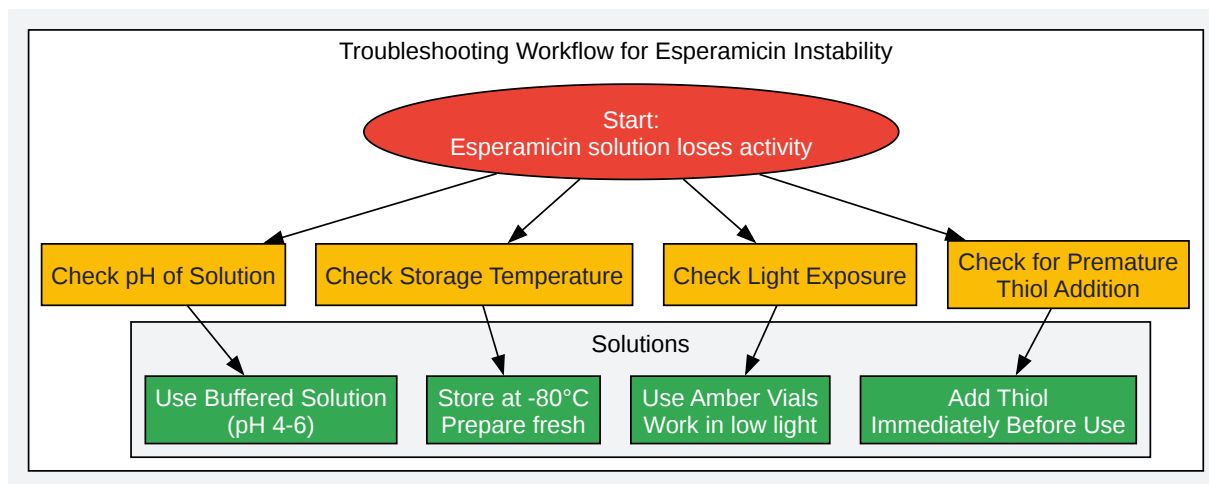 Troubleshooting Workflow for Esperamicin Instability
Start:
Esperamicin solution loses activity
Check pH of Solution
Check Storage Temperature
Check Light Exposure
Check for Premature
Thiol Addition
Solutions
Use Buffered Solution
(pH 4-6)
Store at -80°C
Prepare fresh
Use Amber Vials
Work in low light
Add Thiol
Immediately Before Use